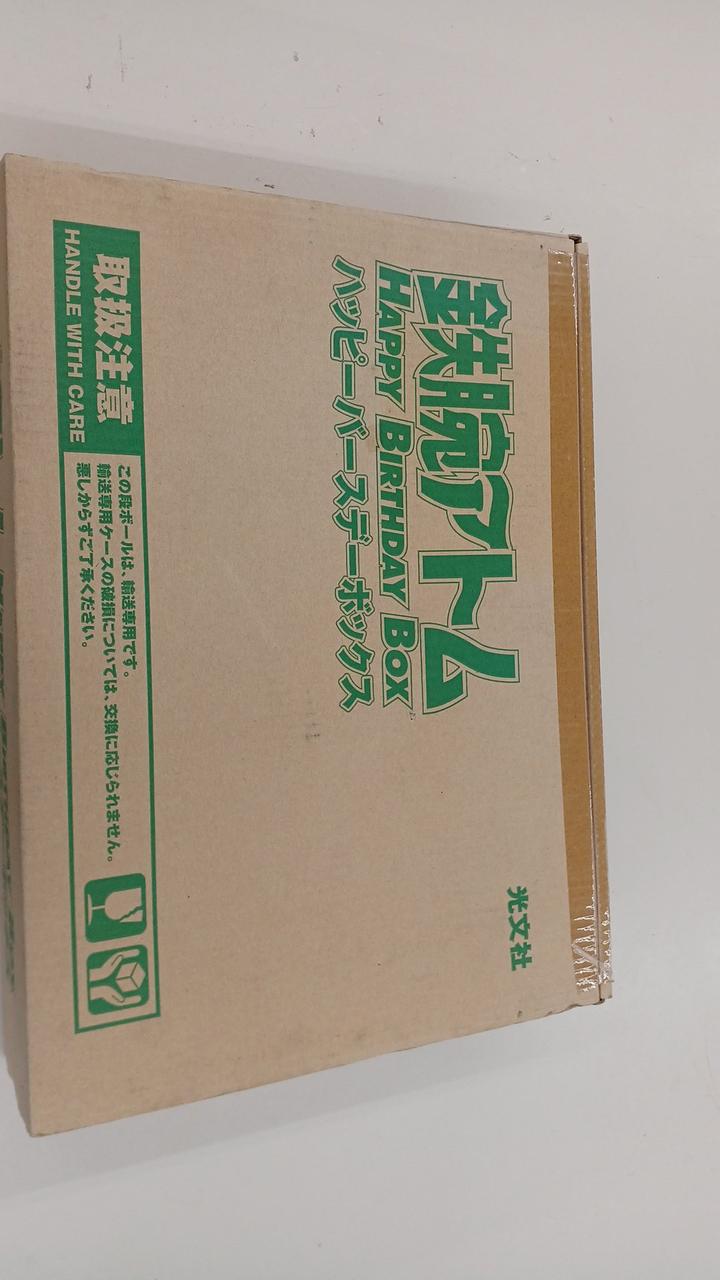 鉄腕アトム
HAPPY BIRTHDAY BOX
ハッピーバースデーボックス
光文社
取扱注意
HANDLE WITH CARE
この段ボールは、輸送専用です。
輸送専用ケースの破損については、交換に応じられません。
悪しからずご了承ください。